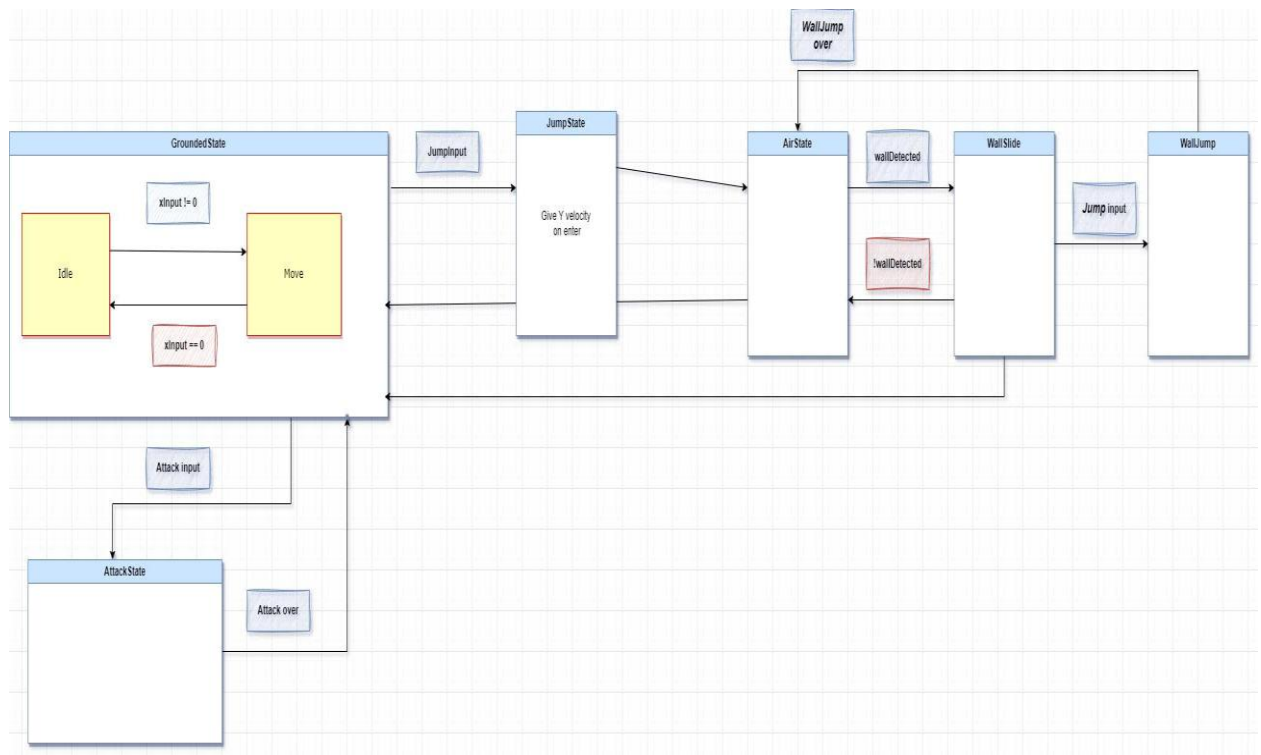 WallJump
over
GroundedState
JumpInput
JumpState
AirState
wallDetected
WallSlide
WallJump
xInput != 0
Give Y velocity
on enter
Jump input
Idle
Move
!wallDetected
xInput == 0
Attack input
AttackState
Attack over